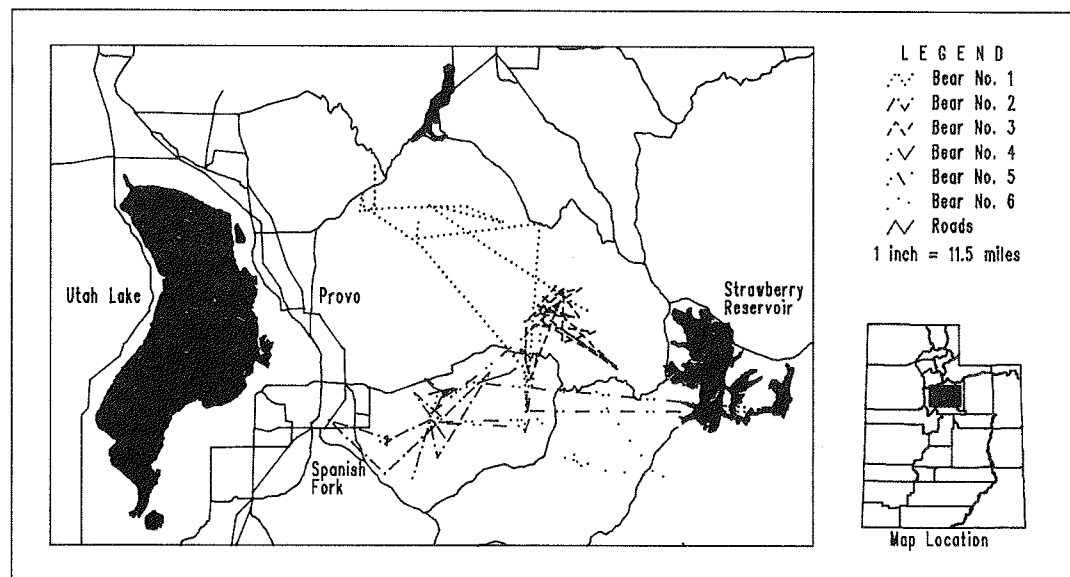 L E G E N D
Bear No. 1
Bear No. 2
Bear No. 3
Bear No. 4
Bear No. 5
Bear No. 6
Roads
1 inch = 11.5 miles
Utah Lake
Provo
Strawberry
Reservoir
Spanish
Fork
Map Location